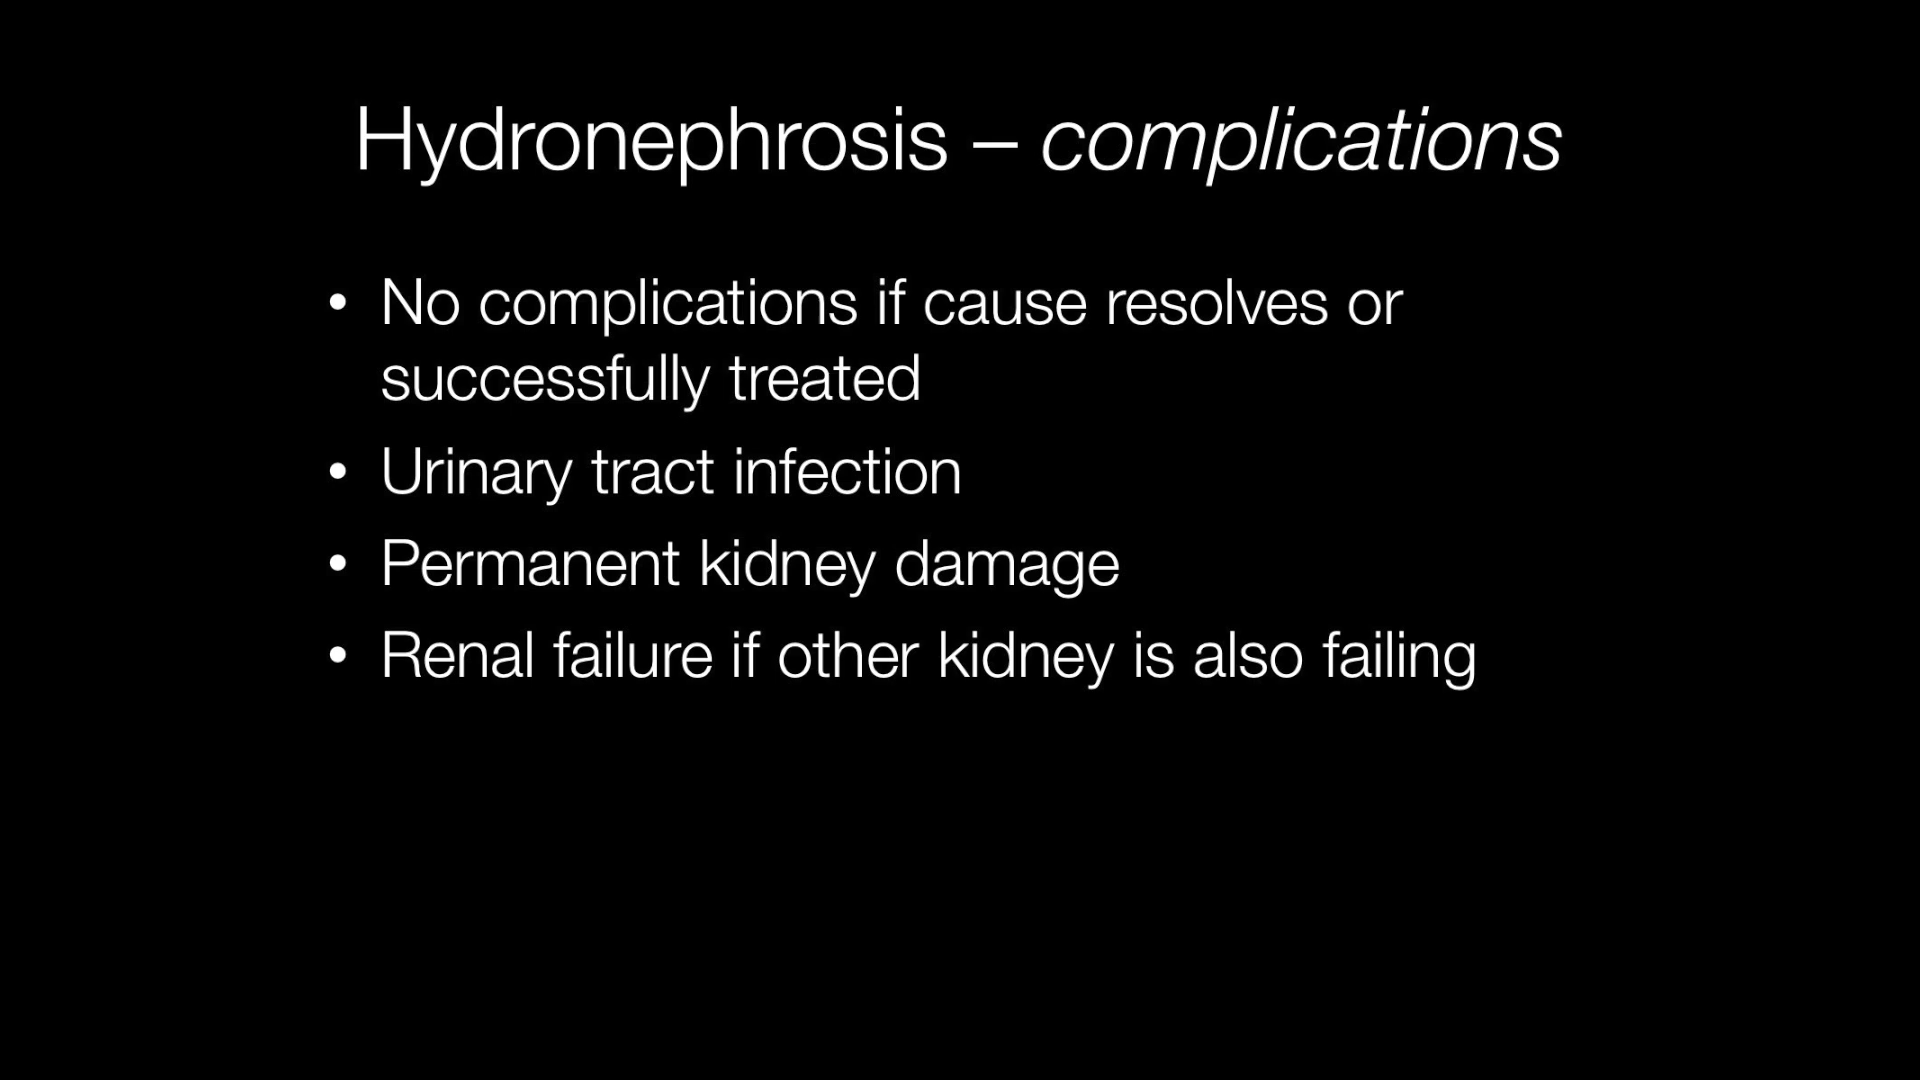 Hydronephrosis – complications
• No complications if cause resolves or
successfully treated
• Urinary tract infection
• Permanent kidney damage
• Renal failure if other kidney is also failing